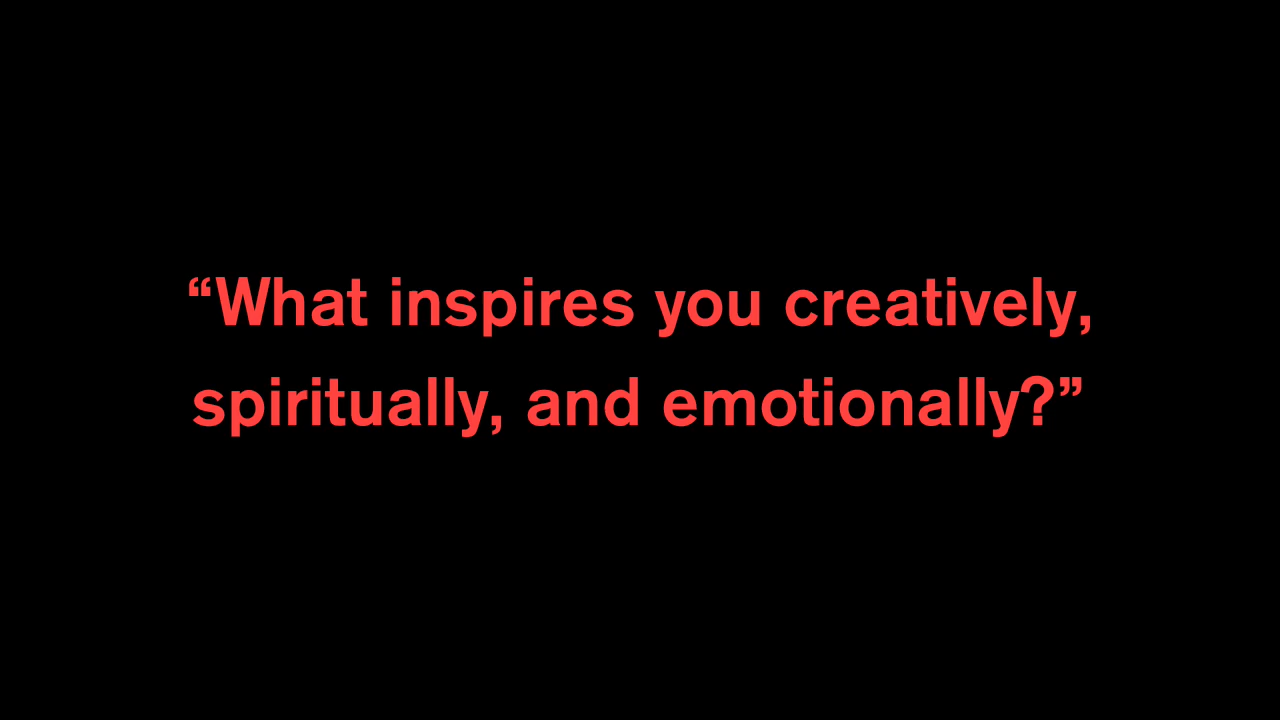 “What inspires you creatively,
spiritually, and emotionally?”